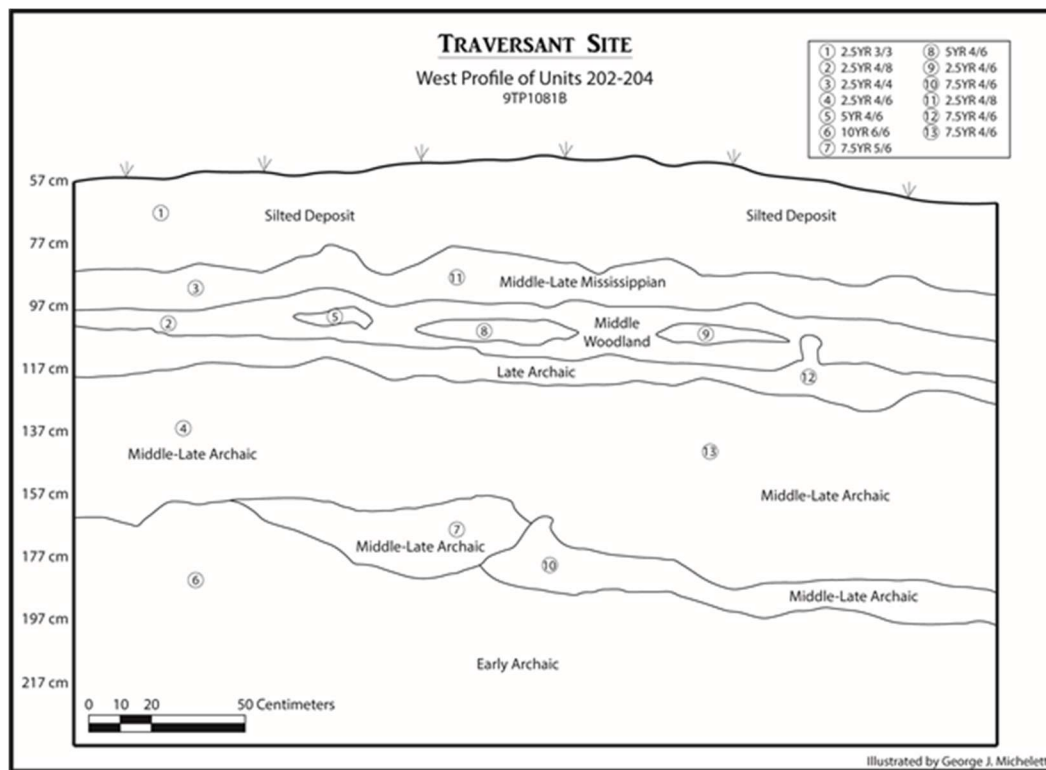 TRAVERSANT SITE
West Profile of Units 202-204
9TP1081B
① 2.5YR 3/3
② 2.5YR 4/8
③ 2.5YR 4/4
④ 2.5YR 4/6
⑤ 5YR 4/6
⑥ 10YR 6/6
⑦ 7.5YR 5/6
⑧ 5YR 4/6
⑨ 2.5YR 4/6
⑩ 7.5YR 4/6
⑪ 2.5YR 4/8
⑫ 7.5YR 4/6
⑬ 7.5YR 4/6
57 cm
①
Silted Deposit
Silted Deposit
77 cm
③
⑪
Middle-Late Mississippian
97 cm
②
⑤
⑧
Middle
Woodland
⑨
117 cm
Late Archaic
⑫
137 cm
④
Middle-Late Archaic
⑬
157 cm
Middle-Late Archaic
⑦
Middle-Late Archaic
177 cm
⑩
⑥
Middle-Late Archaic
197 cm
Early Archaic
217 cm
0 10 20 50 Centimeters
Illustrated by George J. Michelett